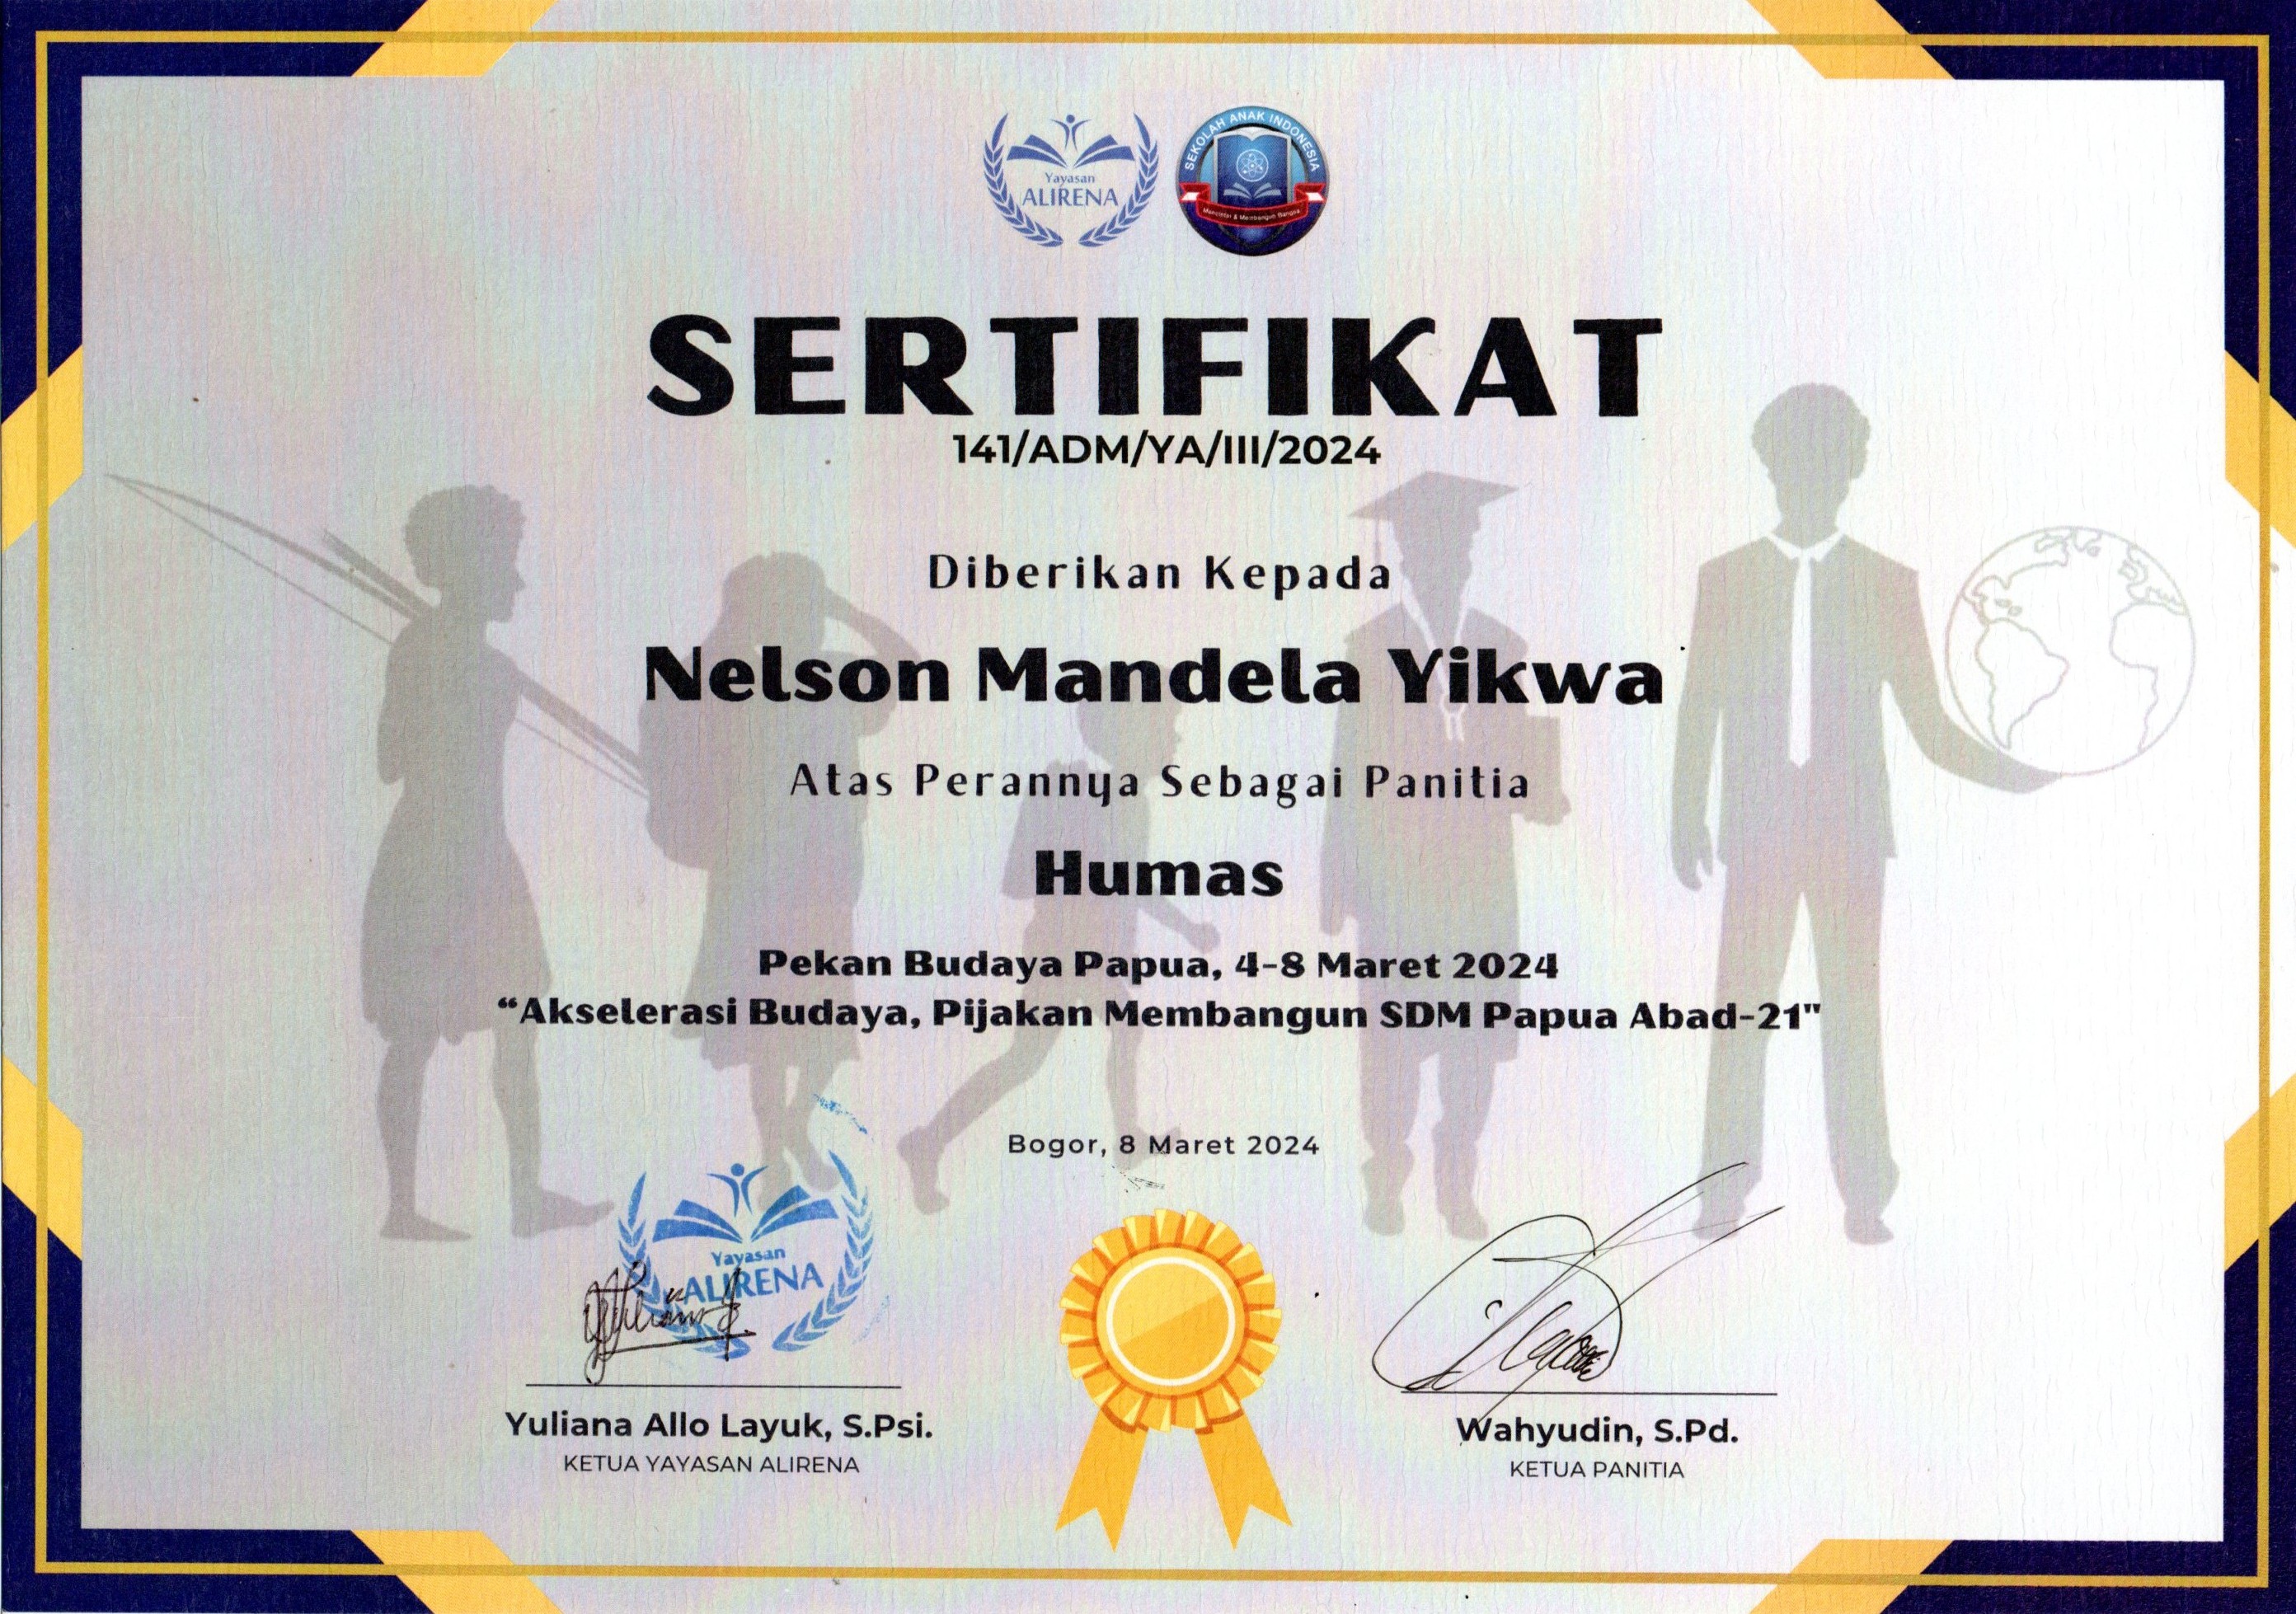 Yayasan
ALIRENA
SEKOLAH ANAK INDONESIA
Mencintai & Membangun Bangsa
SERTIFIKAT
141/ADM/YA/III/2024
Diberikan Kepada
Nelson Mandela Yikwa
Atas Perannya Sebagai Panitia
Humas
Pekan Budaya Papua, 4-8 Maret 2024
“Akselerasi Budaya, Pijakan Membangun SDM Papua Abad-21"
Bogor, 8 Maret 2024
Yayasan
ALIRENA
Yuliana Allo Layuk, S.Psi.
KETUA YAYASAN ALIRENA
Wahyudin, S.Pd.
KETUA PANITIA